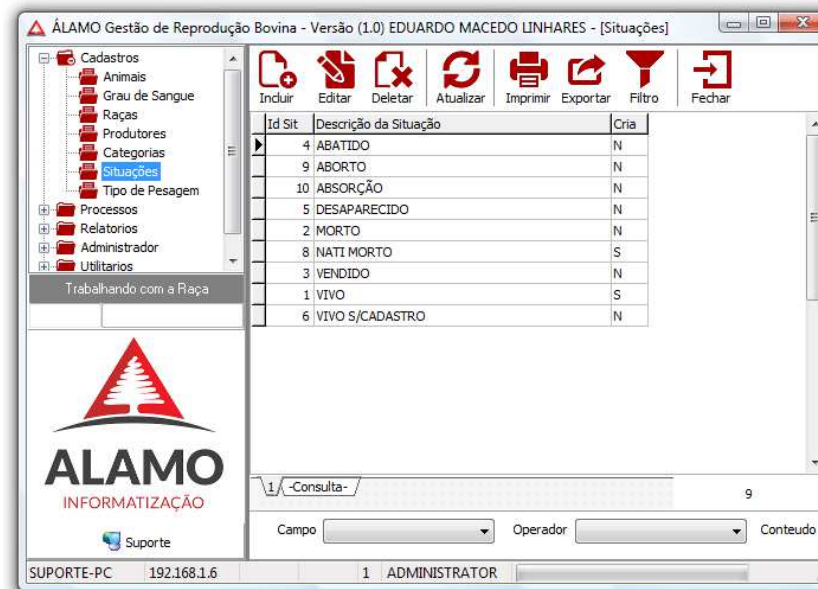 ÁLAMO Gestão de Reprodução Bovina - Versão (1.0) EDUARDO MACEDO LINHARES - [Situações]
Cadastros
Animais
Grau de Sangue
Raças
Produtores
Categorias
Situações
Tipo de Pesagem
Processos
Relatorios
Administrador
Utilitarios
Trabalhando com a Raça
ALAMO
INFORMATIZAÇÃO
Suporte
Incluir Editar Deletar Atualizar Imprimir Exportar Filtro Fechar
Id Sit Descrição da Situação Cria
4 ABATIDO N
9 ABORTO N
10 ABSORÇÃO N
5 DESAPARECIDO N
2 MORTO N
8 NATI MORTO S
3 VENDIDO N
1 VIVO S
6 VIVO S/CADASTRO N
1 -Consulta- 9
Campo Operador Conteudo
SUPORTE-PC 192.168.1.6 1 ADMINISTRATOR